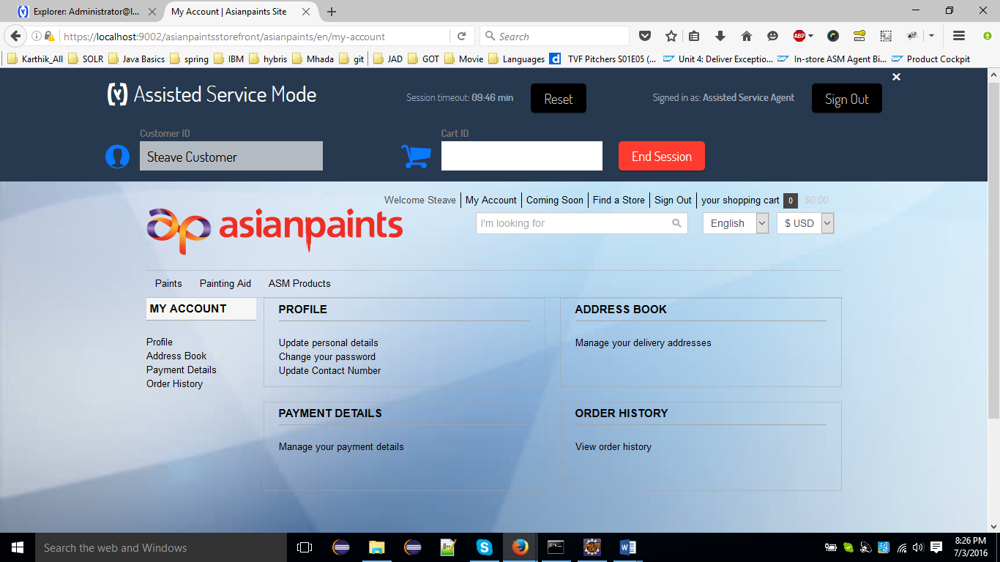 Explorer: Administrator@l...
My Account | Asianpaints Site
https://localhost:9002/asianpaintsstorefront/asianpaints/en/my-account
Search
ABP
Karthik_All SOLR Java Basics spring IBM hybris Mhada git JAD GOT Movie Languages TVF Pitchers S01E05 (... Unit 4: Deliver Exceptio... In-store ASM Agent Bi... Product Cockpit
Assisted Service Mode
Session timeout: 09:46 min
Reset
Signed in as: Assisted Service Agent
Sign Out
Customer ID
Steave Customer
Cart ID
End Session
Welcome Steave My Account Coming Soon Find a Store Sign Out your shopping cart 0 $0.00
asianpaints
I'm looking for
English
$ USD
Paints Painting Aid ASM Products
MY ACCOUNT
Profile
Address Book
Payment Details
Order History
PROFILE
Update personal details
Change your password
Update Contact Number
ADDRESS BOOK
Manage your delivery addresses
PAYMENT DETAILS
Manage your payment details
ORDER HISTORY
View order history
Search the web and Windows
8:26 PM
7/3/2016